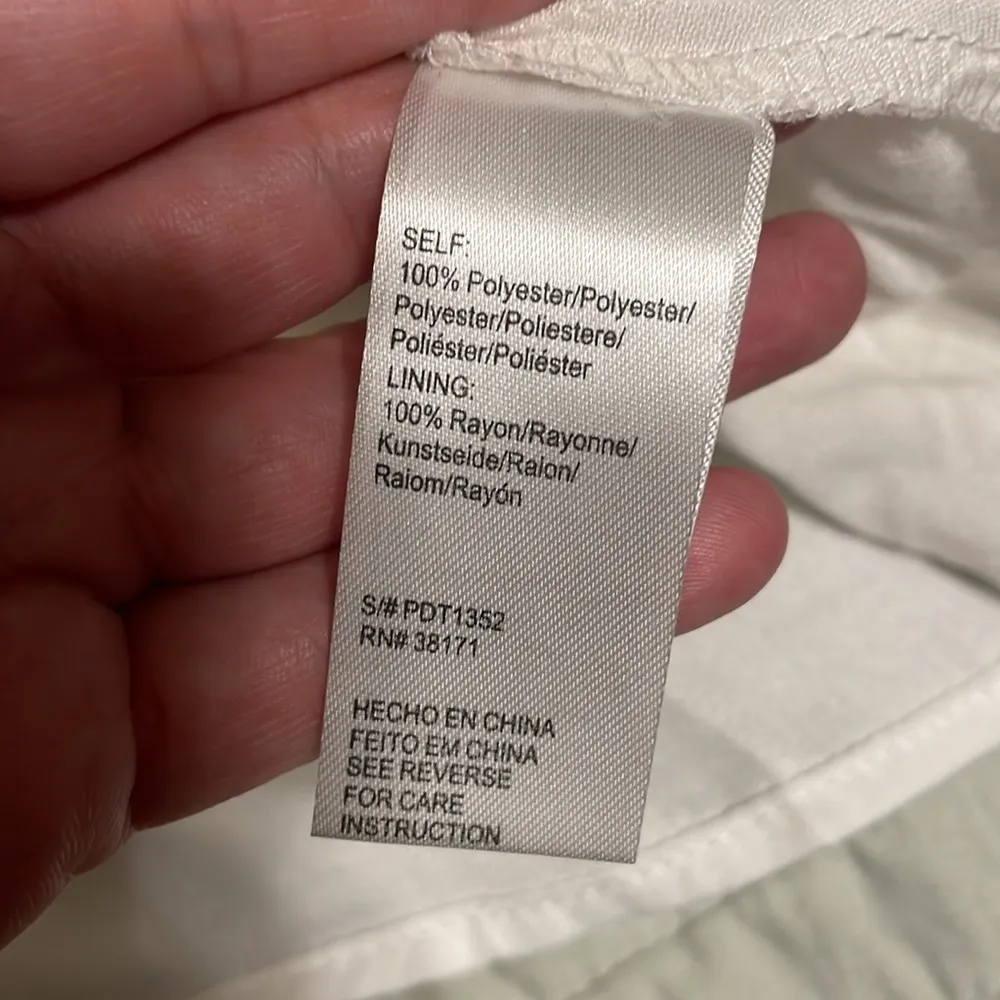 SELF:
100% Polyester/Polyester/
Polyester/Poliestere/
Poliéster/Poliéster
LINING:
100% Rayon/Rayonne/
Kunstseide/Raion/
Raiom/Rayón
S/# PDT1352
RN# 38171
HECHO EN CHINA
FEITO EM CHINA
SEE REVERSE
FOR CARE
INSTRUCTION